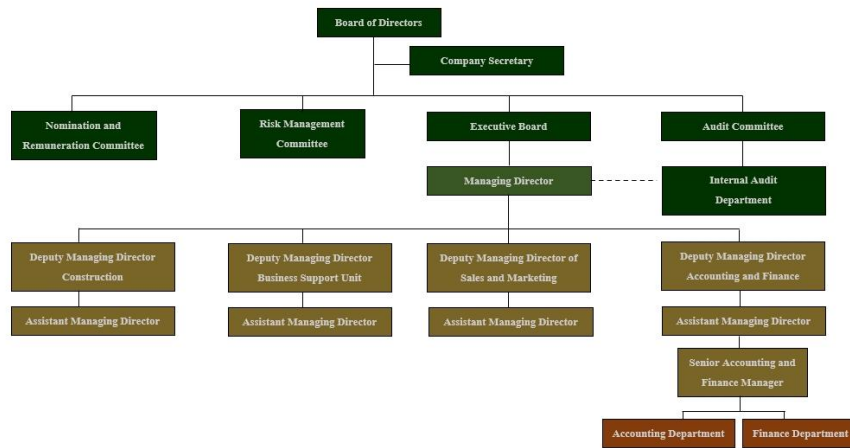 Board of Directors
Company Secretary
Nomination and
Remuneration Committee
Risk Management
Committee
Executive Board
Audit Committee
Managing Director
Internal Audit
Department
Deputy Managing Director
Construction
Deputy Managing Director
Business Support Unit
Deputy Managing Director of
Sales and Marketing
Deputy Managing Director
Accounting and Finance
Assistant Managing Director
Assistant Managing Director
Assistant Managing Director
Assistant Managing Director
Senior Accounting and
Finance Manager
Accounting Department
Finance Department